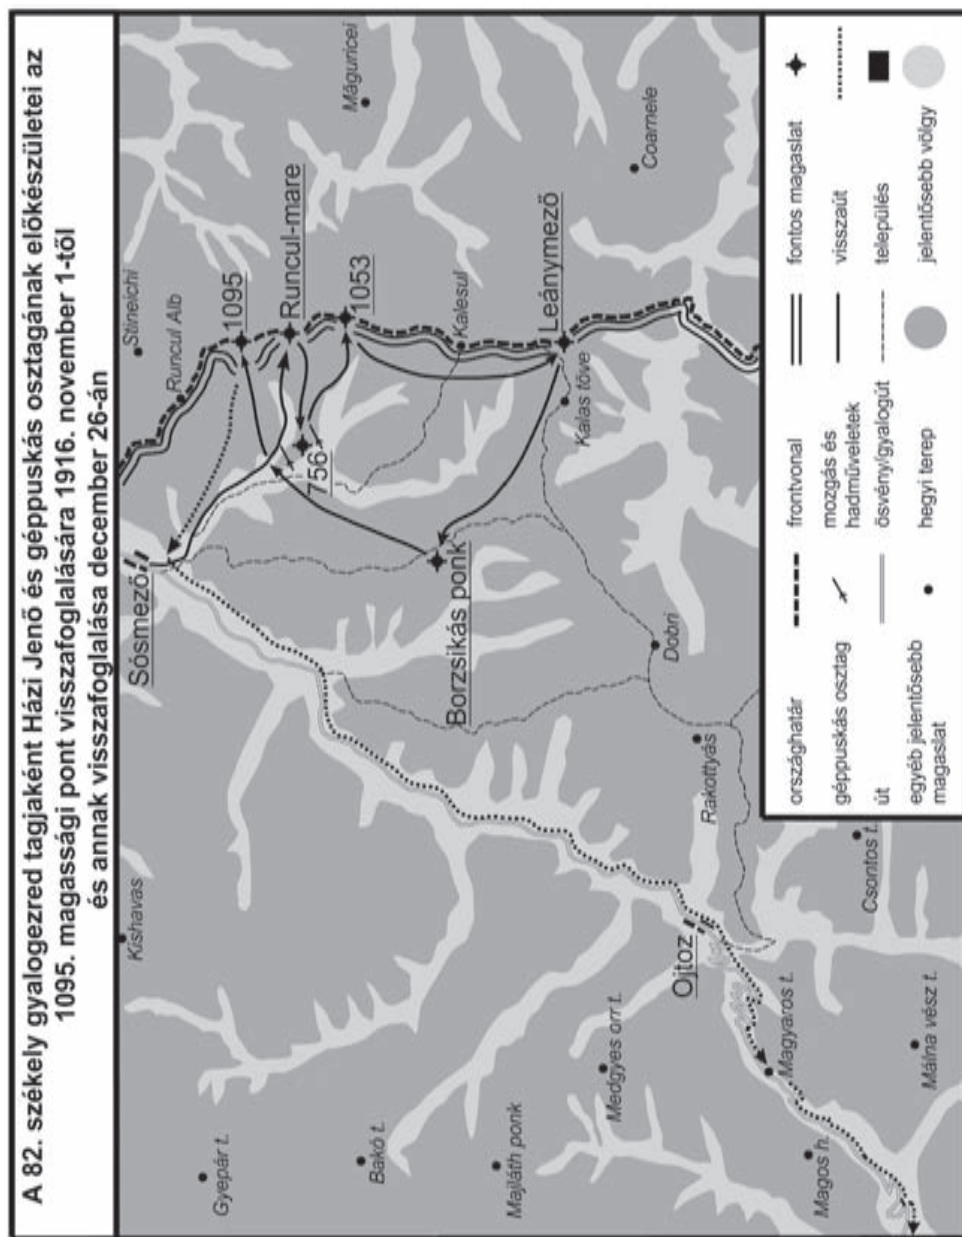 A 82. székely gyalogezred tagjaként Házi Jenő és géppuskás osztagának előkészületei az
1095. magassági pont visszafoglalására 1916. november 1-től
és annak visszafoglalása december 26-án
Kishavas
Gyepár t.
Bakó t.
Majláth ponk
Medgyes orr t.
Magos h.
Magyaros t.
Málna vész t.
Csontos t.
Ojtoz
Rakottyás
Dobri
Sósmező
Borzsikás ponk
Stineichi
Runcul Alb
1095
Runcul-mare
756
1053
Kalesul
Leánymező
Kalas töve
Máguricei
Coarnele
országhatár
frontvonal
fontos magaslat
géppuskás osztag
mozgás és
hadműveletek
visszaút
út
ösvény/gyalogút
település
egyéb jelentősebb
magaslat
hegyi terep
jelentősebb völgy